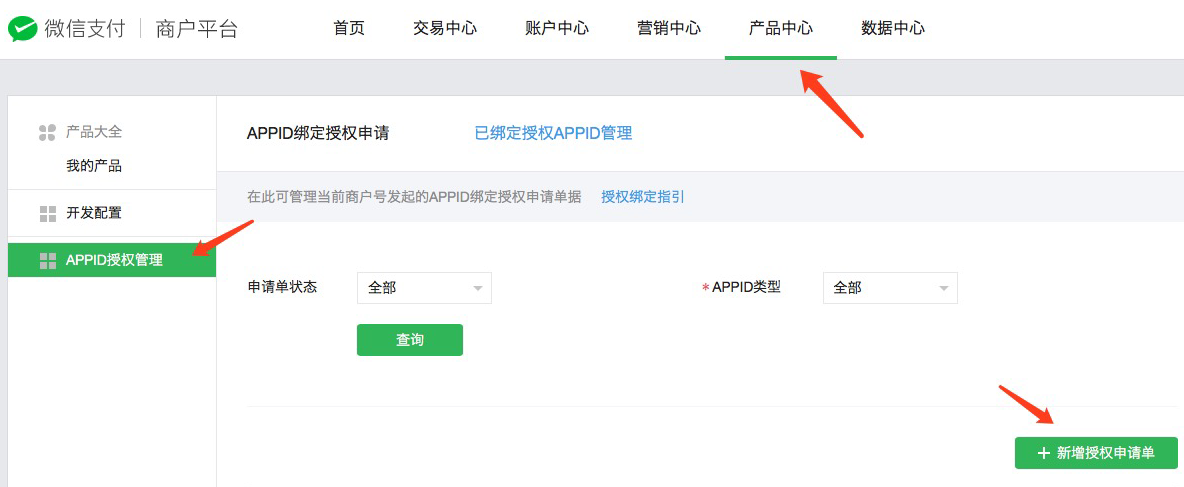 微信支付 商户平台 首页 交易中心 账户中心 营销中心 产品中心 数据中心
产品大全
我的产品
开发配置
APPID授权管理
APPID绑定授权申请 已绑定授权APPID管理
在此可管理当前商户号发起的APPID绑定授权申请单据 授权绑定指引
申请单状态 全部 *APPID类型 全部
查询
+ 新增授权申请单